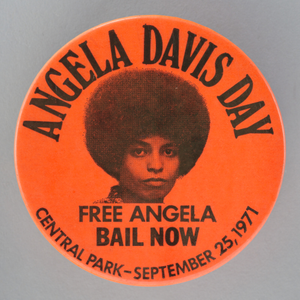 ANGELA DAVIS DAY
FREE ANGELA
BAIL NOW
CENTRAL PARK-SEPTEMBER 25, 1971